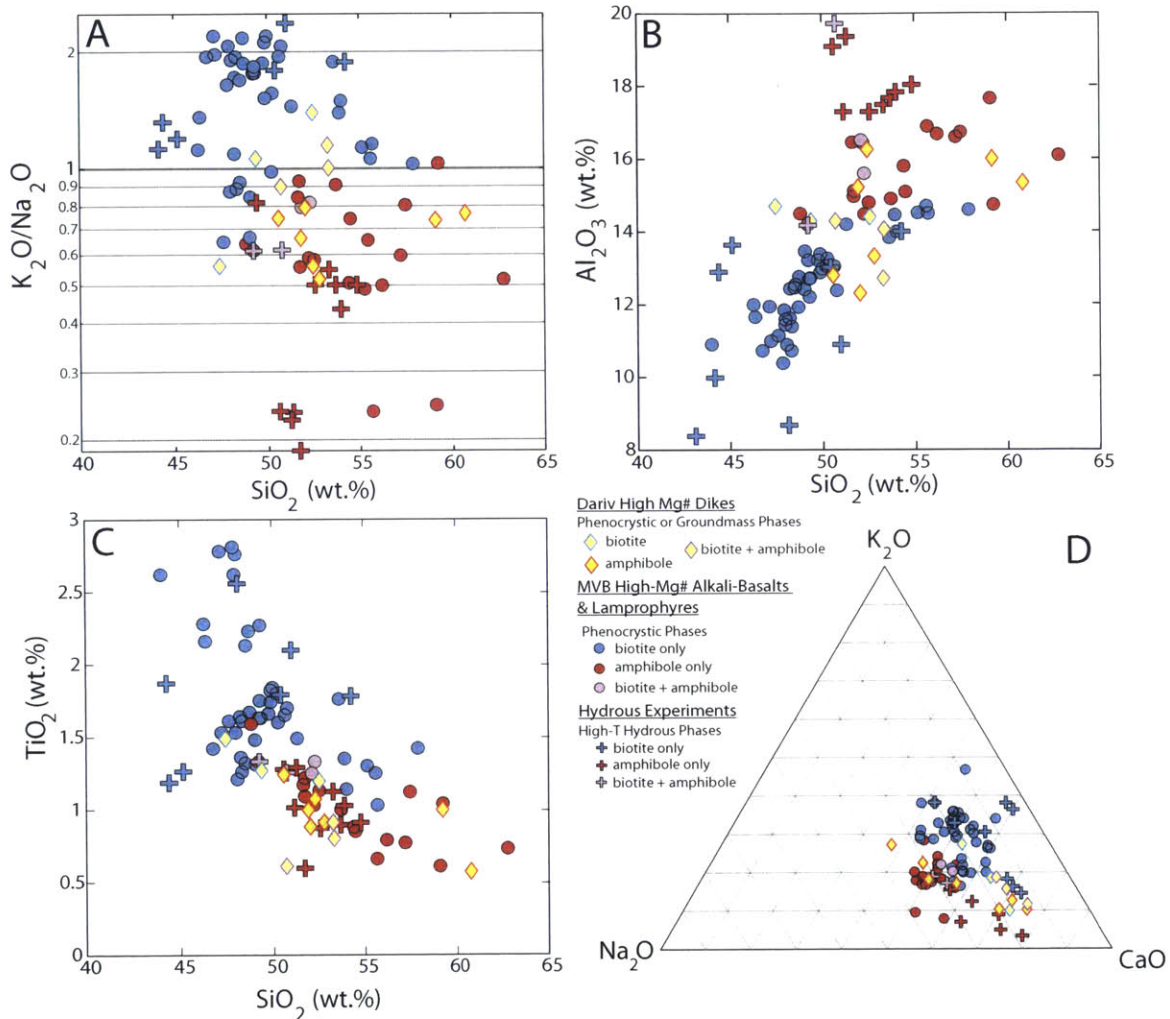 A
K₂O/Na₂O
2
1
0.9
0.8
0.7
0.6
0.5
0.4
0.3
0.2
40 45 50 55 60 65
SiO₂ (wt.%)
B
Al₂O₃ (wt.%)
20
18
16
14
12
10
8
40 45 50 55 60 65
SiO₂ (wt.%)
C
TiO₂ (wt.%)
3
2.5
2
1.5
1
0.5
0
40 45 50 55 60 65
SiO₂ (wt.%)
Dariv High Mg# Dikes
Phenocrystic or Groundmass Phases
biotite
biotite + amphibole
amphibole
MVB High-Mg# Alkali-Basalts
& Lamprophyres
Phenocrystic Phases
biotite only
amphibole only
biotite + amphibole
Hydrous Experiments
High-T Hydrous Phases
biotite only
amphibole only
biotite + amphibole
D
K₂O
Na₂O
CaO